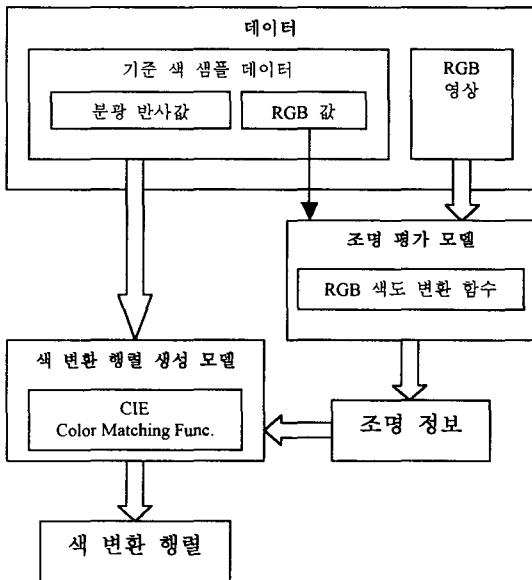 데이터
기준 색 샘플 데이터
분광 반사값
RGB 값
RGB
영상
조명 평가 모델
RGB 색도 변환 함수
색 변환 행렬 생성 모델
CIE
Color Matching Func.
조명 정보
색 변환 행렬